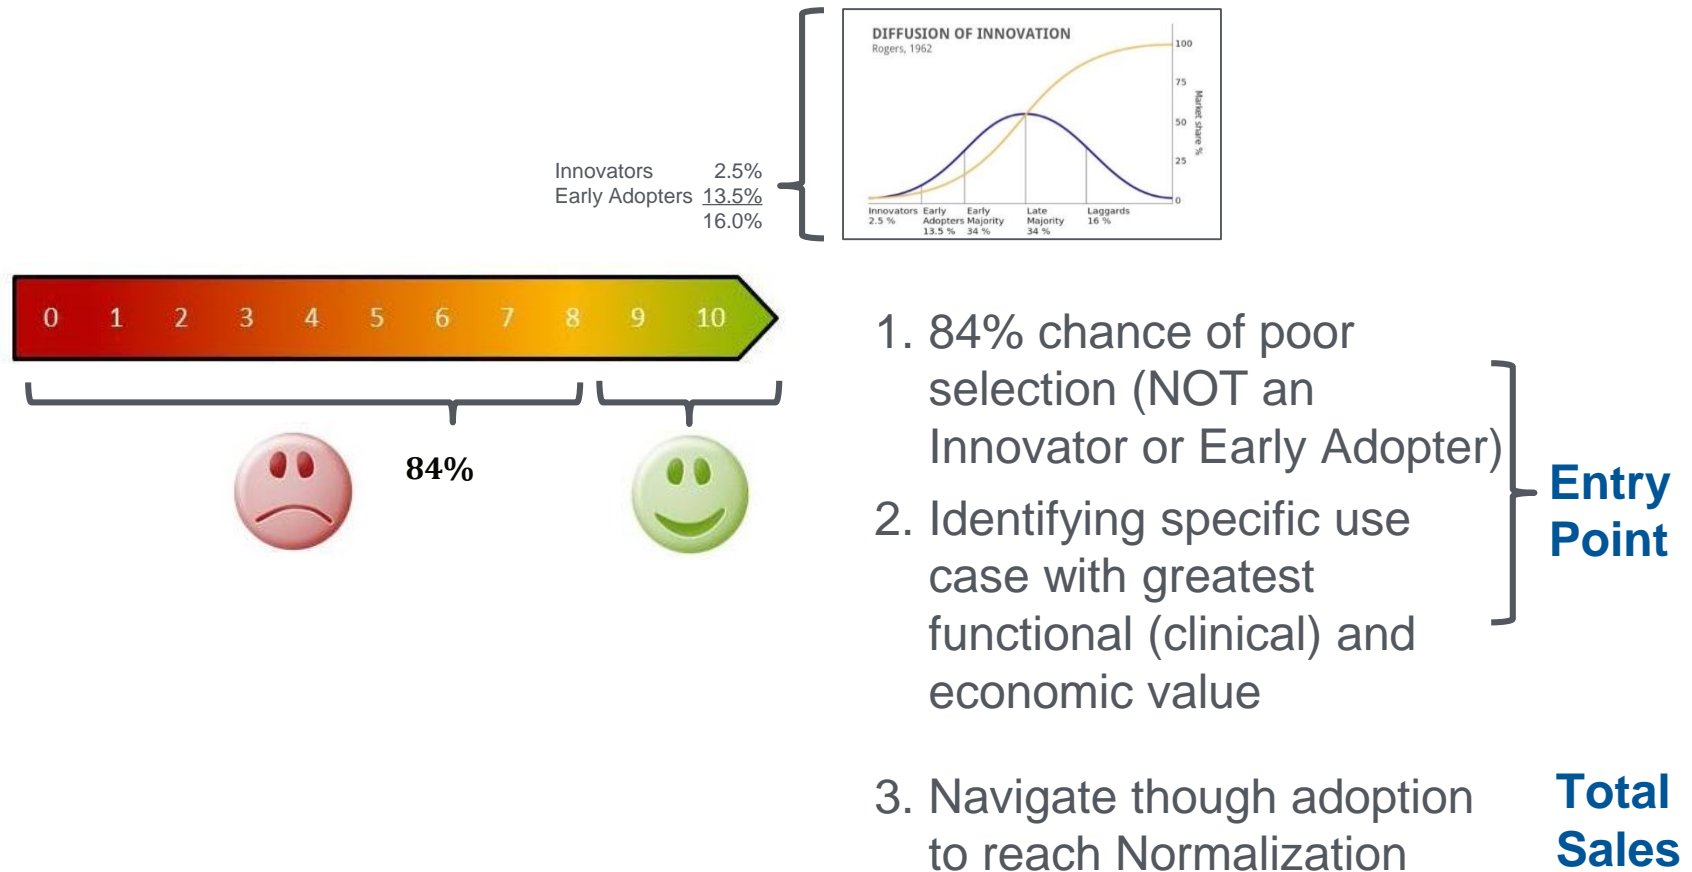 DIFFUSION OF INNOVATION
Rogers, 1962
100
75
50
25
0
Market share %
Innovators 2.5 %
Early Adopters 13.5 %
Early Majority 34 %
Late Majority 34 %
Laggards 16 %
Innovators 2.5%
Early Adopters 13.5%
16.0%
0 1 2 3 4 5 6 7 8 9 10
84%
1. 84% chance of poor
selection (NOT an
Innovator or Early Adopter)
2. Identifying specific use
case with greatest
functional (clinical) and
economic value
Entry
Point
3. Navigate though adoption
to reach Normalization
Total
Sales